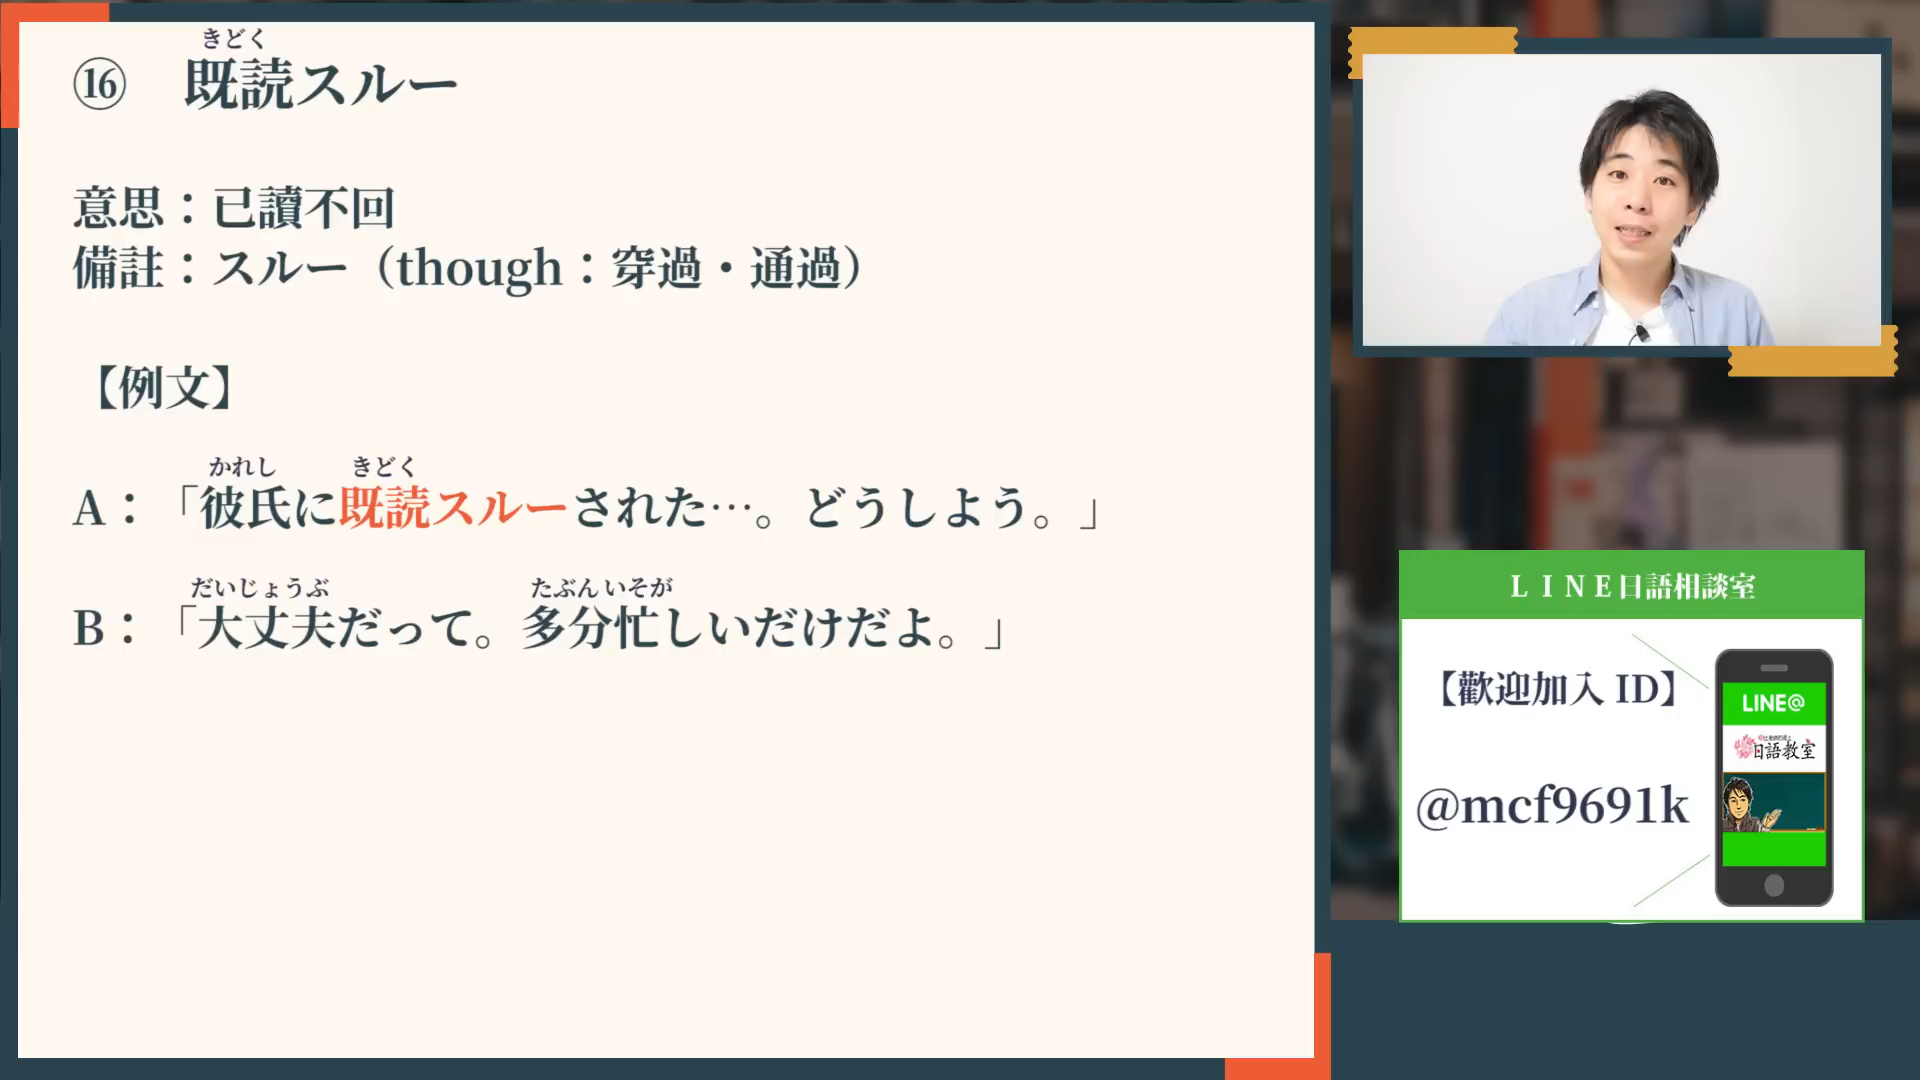 きどく
⑯ 既読スルー
意思：已讀不回
備註：スルー（though：穿過・通過）
【例文】
かれし きどく
A：「彼氏に既読スルーされた…。どうしよう。」
だいじょうぶ たぶん いそが
B：「大丈夫だって。多分忙しいだけだよ。」
ＬＩＮＥ日語相談室
【歡迎加入 ID】
@mcf9691k
LINE@
日語教室